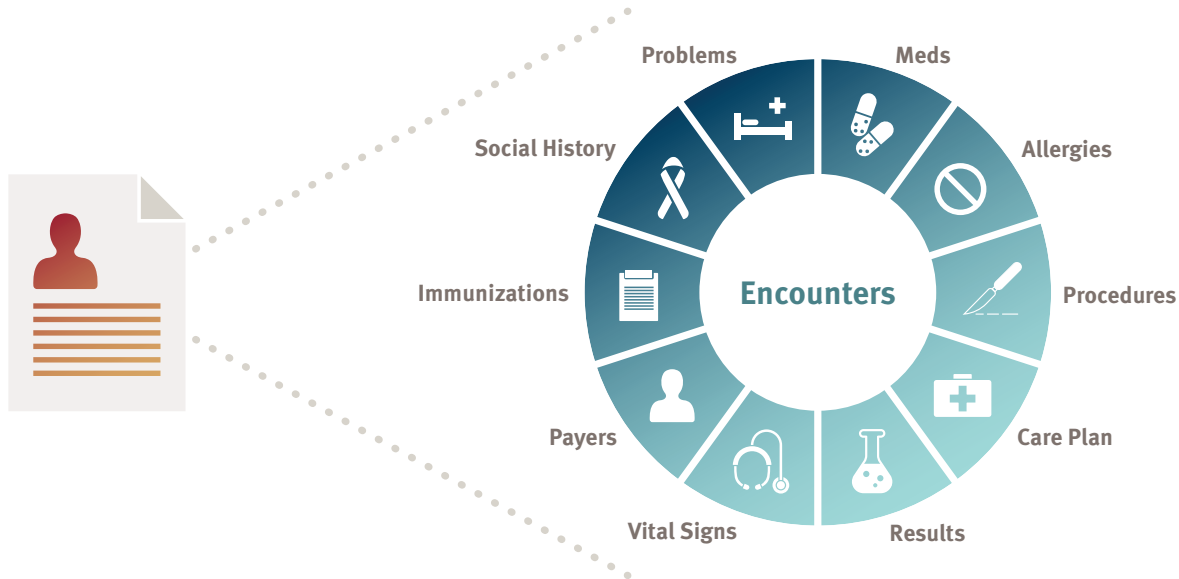 Problems
Meds
Social History
Allergies
Immunizations
Encounters
Procedures
Payers
Care Plan
Vital Signs
Results